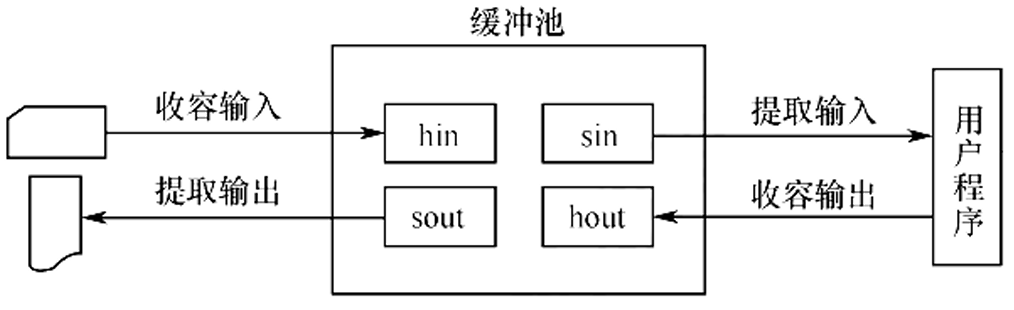 缓冲池
收容输入
hin
sin
提取输入
提取输出
sout
hout
收容输出
用户程序